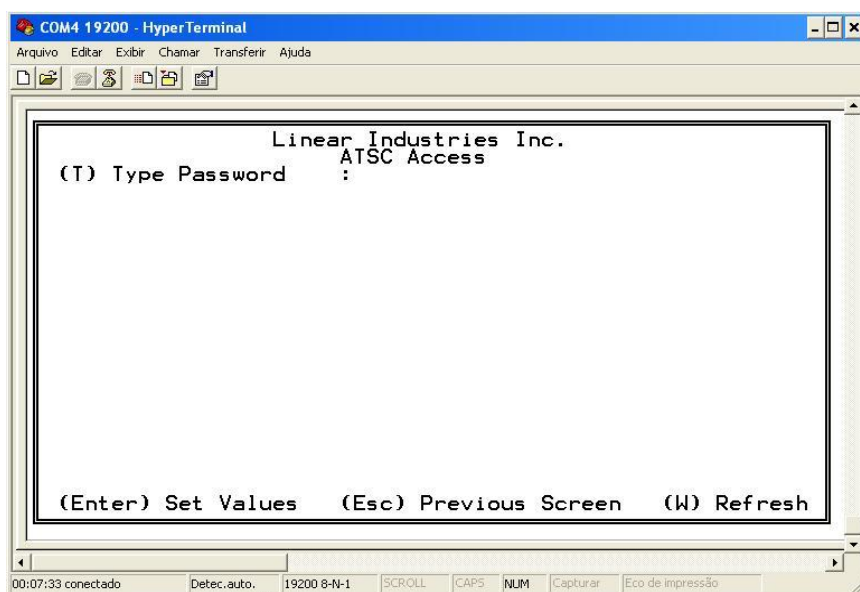 COM4 19200 - HyperTerminal
Arquivo Editar Exibir Chamar Transferir Ajuda
Linear Industries Inc.
ATSC Access
(T) Type Password :
(Enter) Set Values (Esc) Previous Screen (W) Refresh
00:07:33 conectado Detec.auto. 19200 8-N-1 SCROLL CAPS NUM Capturar Eco de impressão